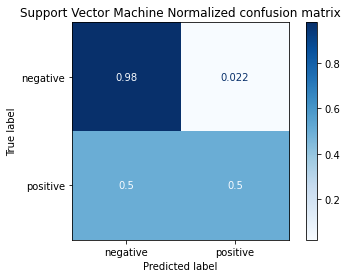 Support Vector Machine Normalized confusion matrix
negative
0.98
0.022
positive
0.5
0.5
negative
positive
True label
Predicted label
0.8
0.6
0.4
0.2